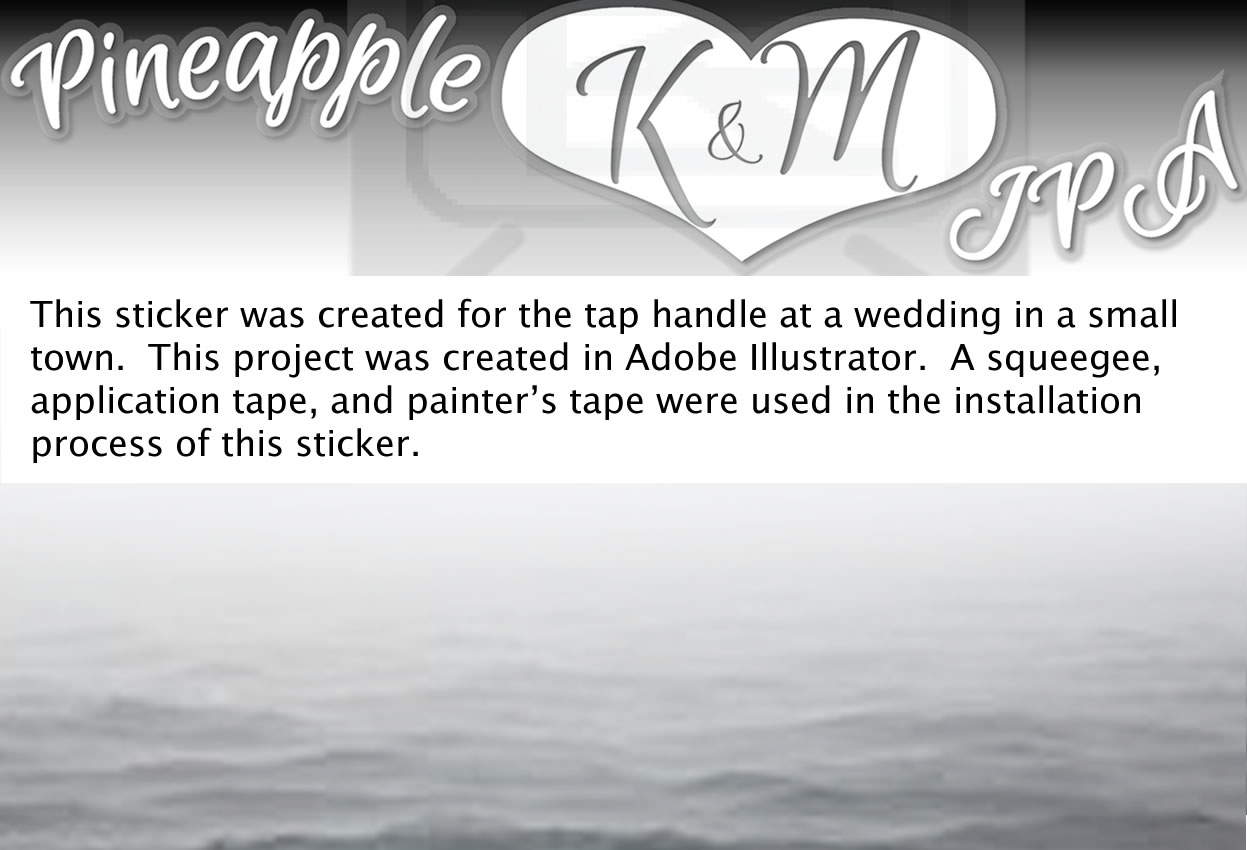 Pineapple K & M IPA
This sticker was created for the tap handle at a wedding in a small
town.  This project was created in Adobe Illustrator.  A squeegee,
application tape, and painter’s tape were used in the installation
process of this sticker.